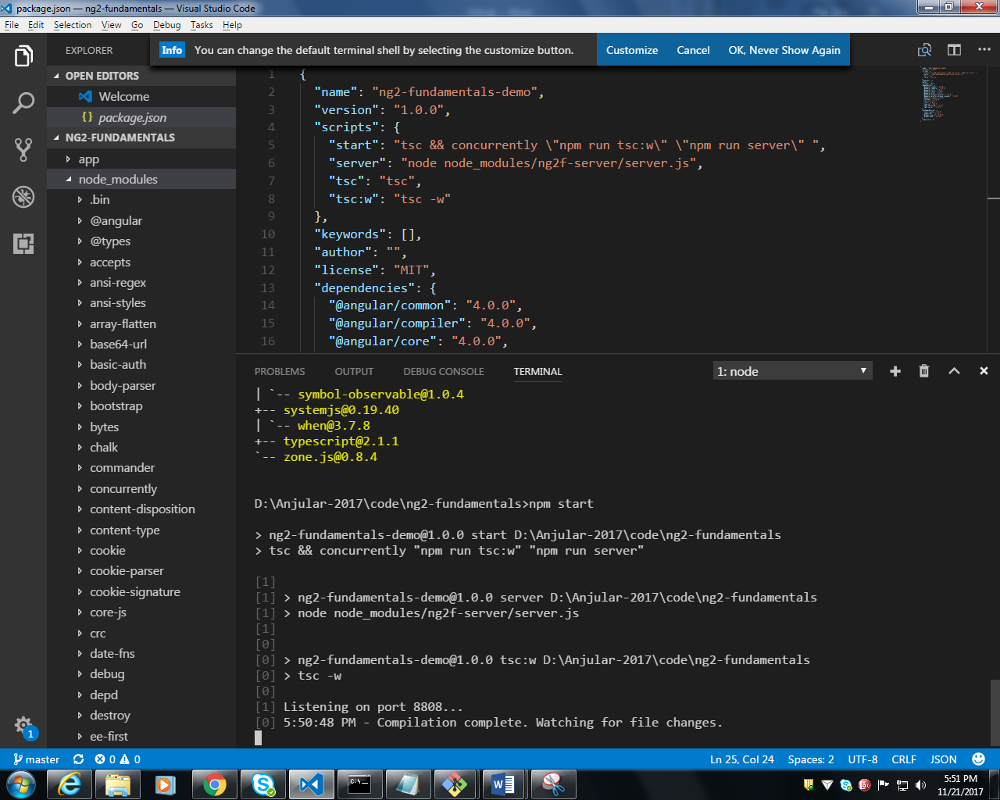 package.json — ng2-fundamentals — Visual Studio Code
File Edit Selection View Go Debug Tasks Help
EXPLORER
Info You can change the default terminal shell by selecting the customize button. Customize Cancel OK, Never Show Again
OPEN EDITORS
Welcome
{} package.json
NG2-FUNDAMENTALS
app
node_modules
.bin
@angular
@types
accepts
ansi-regex
ansi-styles
array-flatten
base64-url
basic-auth
body-parser
bootstrap
bytes
chalk
commander
concurrently
content-disposition
content-type
cookie
cookie-parser
cookie-signature
core-js
crc
date-fns
debug
depd
destroy
ee-first
1 {
2 "name": "ng2-fundamentals-demo",
3 "version": "1.0.0",
4 "scripts": {
5 "start": "tsc && concurrently \"npm run tsc:w\" \"npm run server\" ",
6 "server": "node node_modules/ng2f-server/server.js",
7 "tsc": "tsc",
8 "tsc:w": "tsc -w"
9 },
10 "keywords": [],
11 "author": "",
12 "license": "MIT",
13 "dependencies": {
14 "@angular/common": "4.0.0",
15 "@angular/compiler": "4.0.0",
16 "@angular/core": "4.0.0",
PROBLEMS OUTPUT DEBUG CONSOLE TERMINAL 1: node
| `-- symbol-observable@1.0.4
+-- systemjs@0.19.40
| `-- when@3.7.8
+-- typescript@2.1.1
`-- zone.js@0.8.4
D:\Anjular-2017\code\ng2-fundamentals>npm start
> ng2-fundamentals-demo@1.0.0 start D:\Anjular-2017\code\ng2-fundamentals
> tsc && concurrently "npm run tsc:w" "npm run server"
[1]
[1] > ng2-fundamentals-demo@1.0.0 server D:\Anjular-2017\code\ng2-fundamentals
[1] > node node_modules/ng2f-server/server.js
[1]
[0]
[0] > ng2-fundamentals-demo@1.0.0 tsc:w D:\Anjular-2017\code\ng2-fundamentals
[0] > tsc -w
[0]
[1] Listening on port 8808...
[0] 5:50:48 PM - Compilation complete. Watching for file changes.
1
master 0 0 Ln 25, Col 24 Spaces: 2 UTF-8 CRLF JSON
5:51 PM
11/21/2017